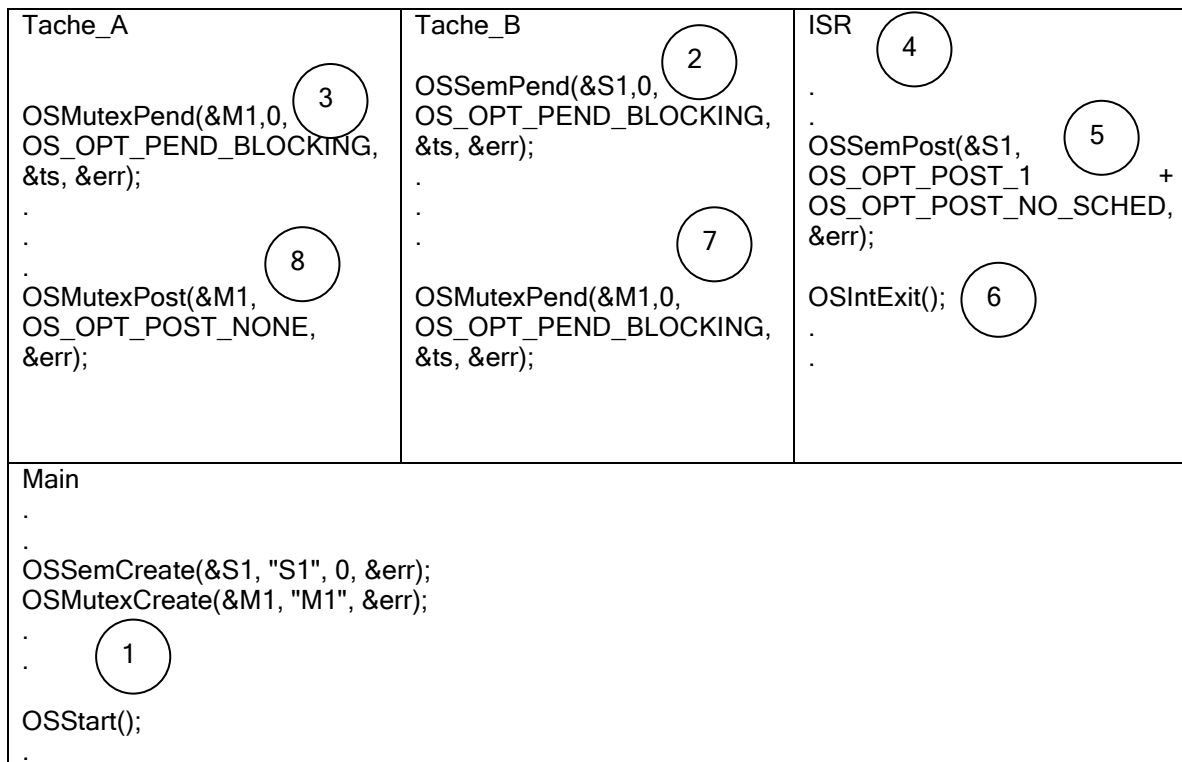 Tache_A
3
OSMutexPend(&M1,0,
OS_OPT_PEND_BLOCKING,
&ts, &err);
.
.
.
8
OSMutexPost(&M1,
OS_OPT_POST_NONE,
&err);
Tache_B
2
OSSemPend(&S1,0,
OS_OPT_PEND_BLOCKING,
&ts, &err);
.
.
.
7
OSMutexPend(&M1,0,
OS_OPT_PEND_BLOCKING,
&ts, &err);
ISR
4
.
.
OSSemPost(&S1,
5
OS_OPT_POST_1 +
OS_OPT_POST_NO_SCHED,
&err);
OSIntExit(); 6
.
.
Main
.
.
OSSemCreate(&S1, "S1", 0, &err);
OSMutexCreate(&M1, "M1", &err);
.
. 1
OSStart();
.